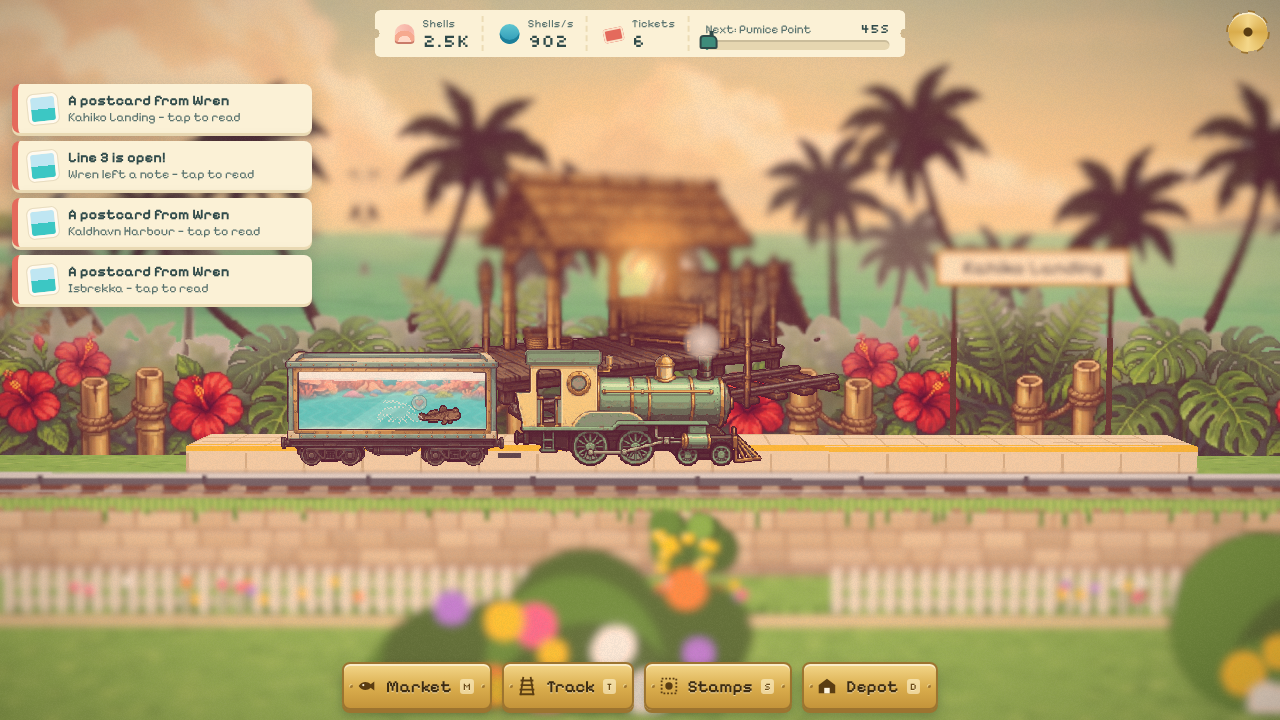 Shells
2.5K
Shells/s
902
Tickets
6
Next: Pumice Point
45S
A postcard from Wren
Kahiko Landing - tap to read
Line 3 is open!
Wren left a note - tap to read
A postcard from Wren
Kaldhavn Harbour - tap to read
A postcard from Wren
Isbrekka - tap to read
Kahiko Landing
Market M
Track T
Stamps S
Depot D